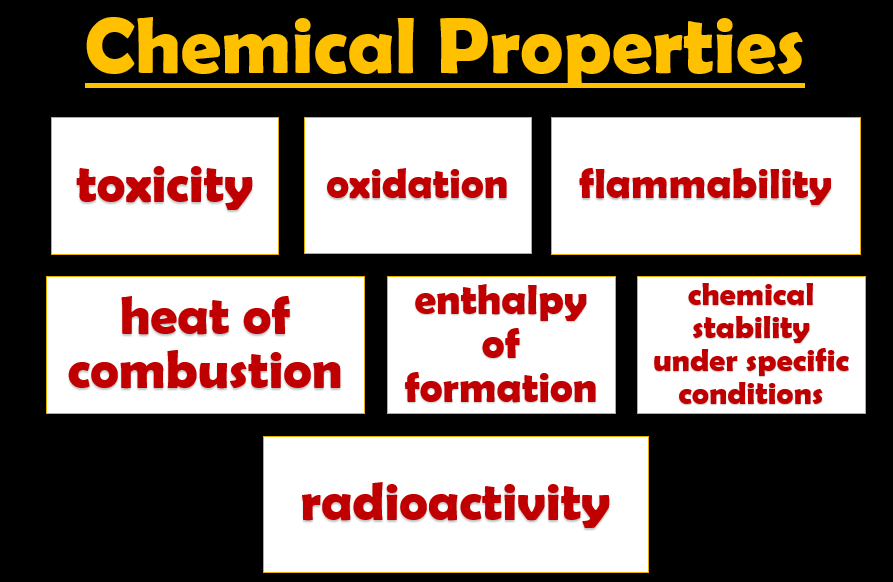 Chemical Properties
toxicity
oxidation
flammability
heat of
combustion
enthalpy
of
formation
chemical
stability
under specific
conditions
radioactivity